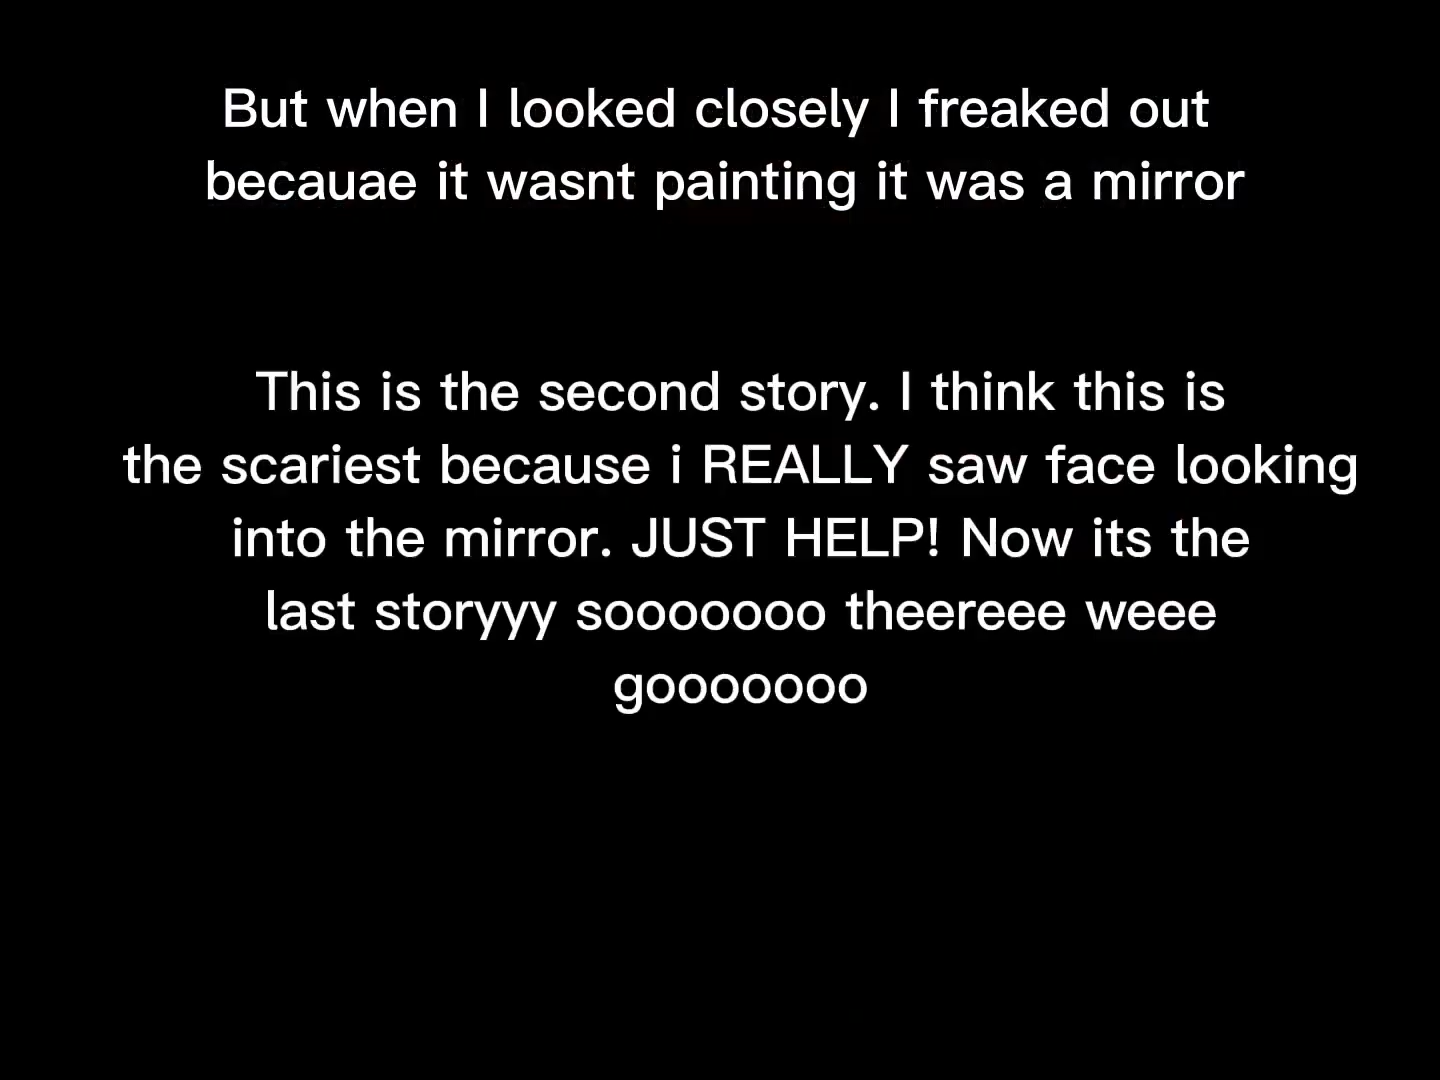 But when I looked closely I freaked out
becauae it wasnt painting it was a mirror
This is the second story. I think this is
the scariest because i REALLY saw face looking
into the mirror. JUST HELP! Now its the
last storyyy sooooooo theereee weee
gooooooo